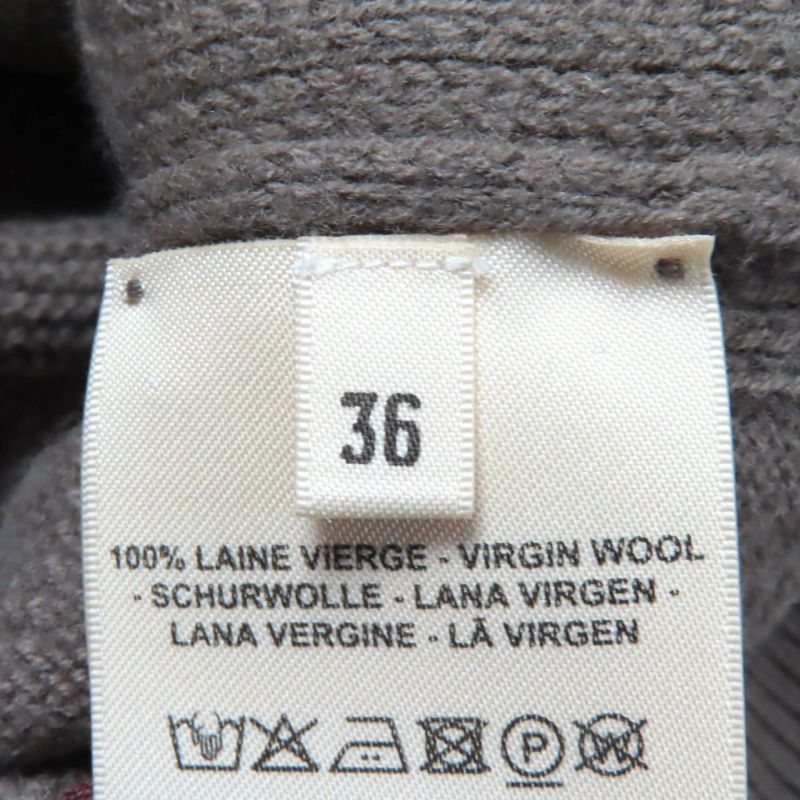 36
100% LAINE VIERGE - VIRGIN WOOL
- SCHURWOLLE - LANA VIRGEN -
LANA VERGINE - LÃ VIRGEN
P
W